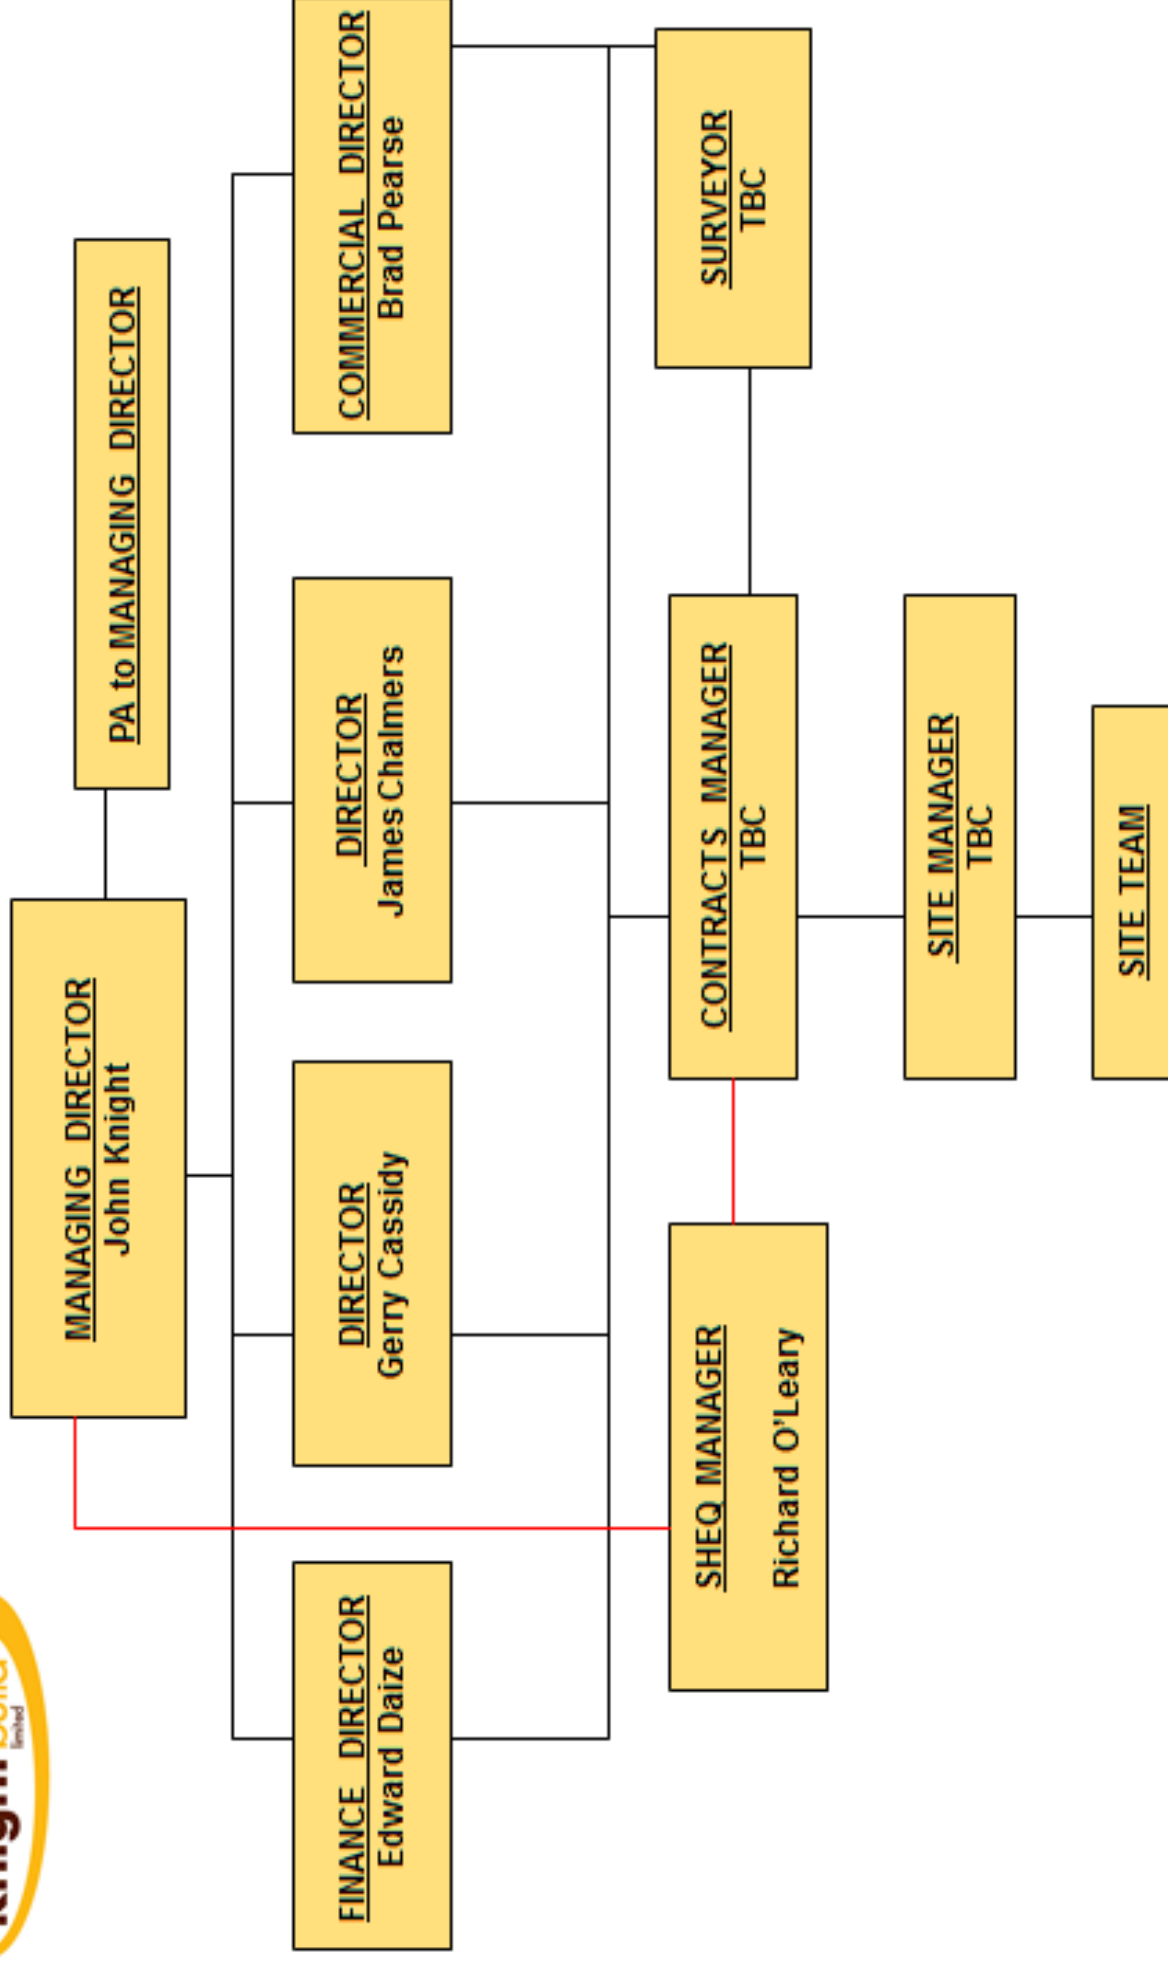 MANAGING DIRECTOR
John Knight
PA to MANAGING DIRECTOR
FINANCE DIRECTOR
Edward Daize
DIRECTOR
Gerry Cassidy
DIRECTOR
James Chalmers
COMMERCIAL DIRECTOR
Brad Pearse
SHEQ MANAGER
Richard O'Leary
CONTRACTS MANAGER
TBC
SURVEYOR
TBC
SITE MANAGER
TBC
SITE TEAM
limited